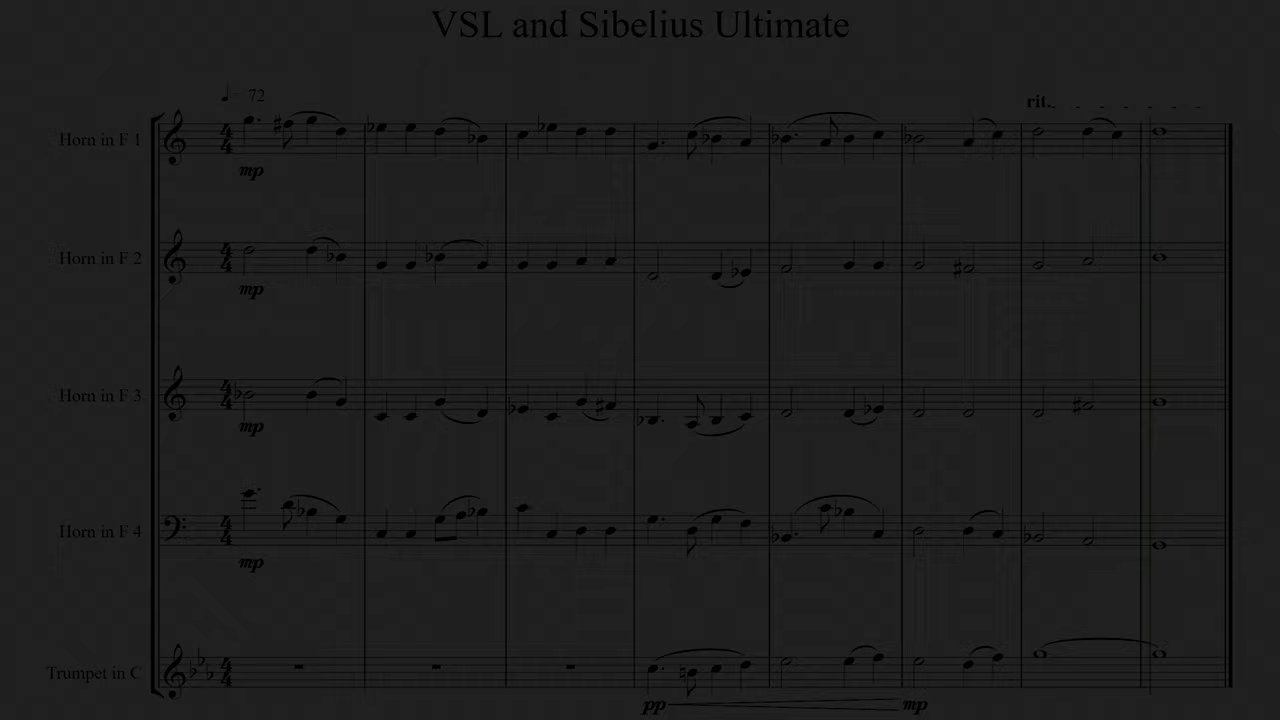 VSL and Sibelius Ultimate
72
rit.
Horn in F 1
mp
Horn in F 2
mp
Horn in F 3
mp
Horn in F 4
mp
Trumpet in C
pp mp